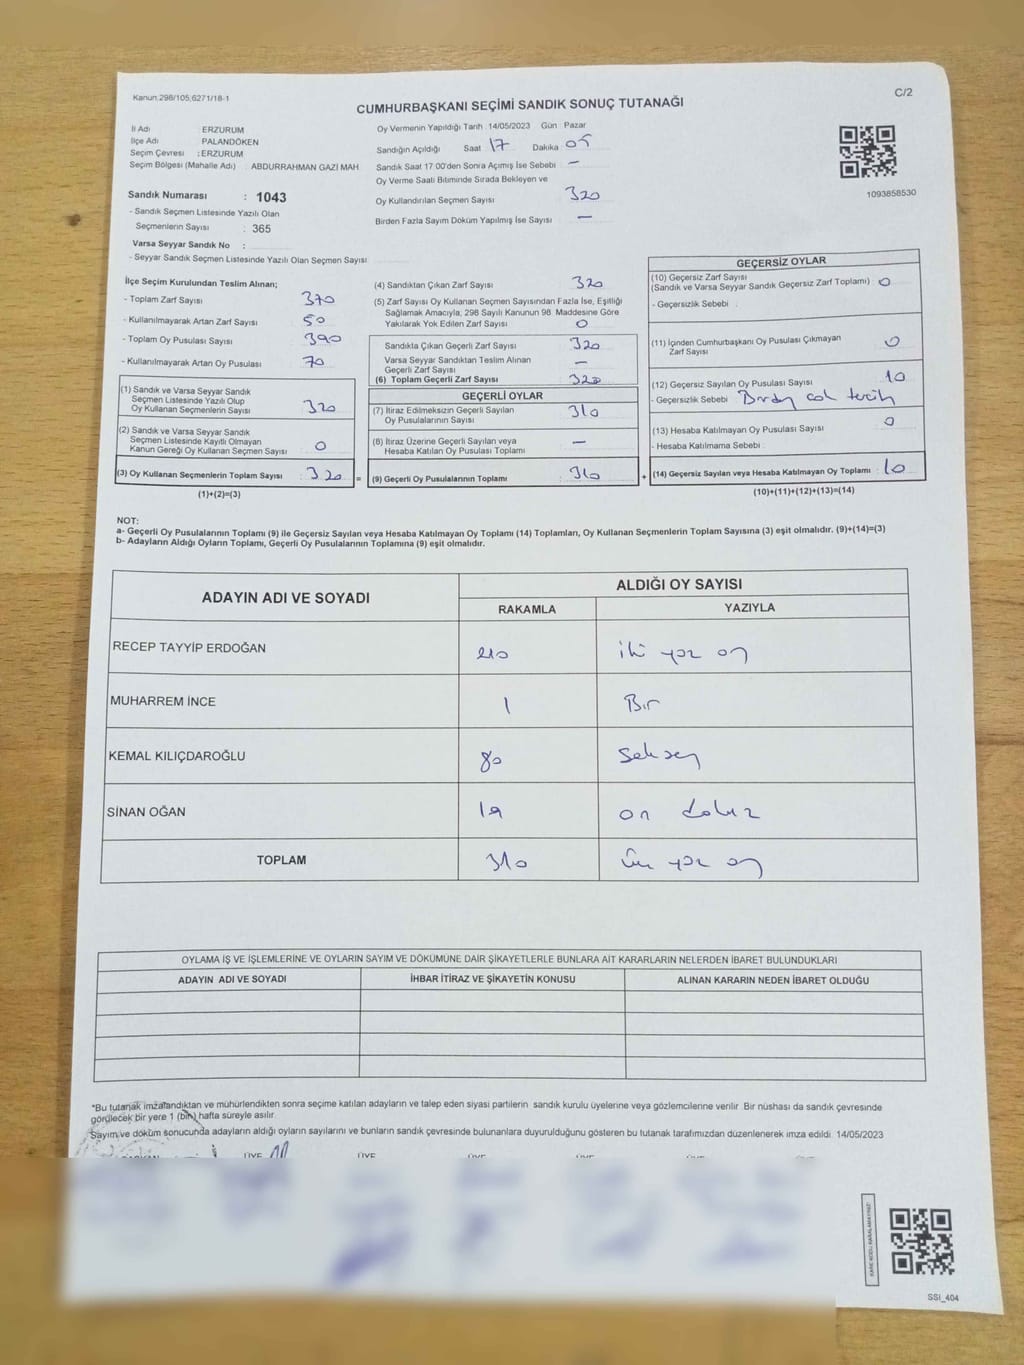 Kanun:298/105,6271/18-1
C/2
CUMHURBAŞKANI SEÇİMİ SANDIK SONUÇ TUTANAĞI
İl Adı : ERZURUM
İlçe Adı : PALANDÖKEN
Seçim Çevresi : ERZURUM
Seçim Bölgesi (Mahalle Adı) : ABDURRAHMAN GAZİ MAH
Sandık Numarası : 1043
- Sandık Seçmen Listesinde Yazılı Olan
Seçmenlerin Sayısı : 365
Varsa Seyyar Sandık No :
- Seyyar Sandık Seçmen Listesinde Yazılı Olan Seçmen Sayısı
Oy Vermenin Yapıldığı Tarih : 14/05/2023 Gün : Pazar
Sandığın Açıldığı Saat 17 Dakika 05
Sandık Saat 17:00'den Sonra Açılmış İse Sebebi : -
Oy Verme Saati Bitiminde Sırada Bekleyen ve
Oy Kullandırılan Seçmen Sayısı 320
Birden Fazla Sayım Döküm Yapılmış İse Sayısı -
1093858530
İlçe Seçim Kurulundan Teslim Alınan;
- Toplam Zarf Sayısı 370
- Kullanılmayarak Artan Zarf Sayısı 50
- Toplam Oy Pusulası Sayısı 390
- Kullanılmayarak Artan Oy Pusulası 70
(1) Sandık ve Varsa Seyyar Sandık
Seçmen Listesinde Yazılı Olup
Oy Kullanan Seçmenlerin Sayısı 320
(2) Sandık ve Varsa Seyyar Sandık
Seçmen Listesinde Kayıtlı Olmayan
Kanun Gereği Oy Kullanan Seçmen Sayısı 0
(3) Oy Kullanan Seçmenlerin Toplam Sayısı : 320 =
(1)+(2)=(3)
(4) Sandıktan Çıkan Zarf Sayısı 320
(5) Zarf Sayısı Oy Kullanan Seçmen Sayısından Fazla İse, Eşitliği
Sağlamak Amacıyla, 298 Sayılı Kanunun 98. Maddesine Göre
Yakılarak Yok Edilen Zarf Sayısı 0
Sandıkta Çıkan Geçerli Zarf Sayısı 320
Varsa Seyyar Sandıktan Teslim Alınan
Geçerli Zarf Sayısı -
(6) Toplam Geçerli Zarf Sayısı 320
GEÇERLİ OYLAR
(7) İtiraz Edilmeksizin Geçerli Sayılan
Oy Pusulalarının Sayısı 310
(8) İtiraz Üzerine Geçerli Sayılan veya
Hesaba Katılan Oy Pusulası Toplamı -
(9) Geçerli Oy Pusulalarının Toplamı : 310 +
GEÇERSİZ OYLAR
(10) Geçersiz Zarf Sayısı
(Sandık ve Varsa Seyyar Sandık Geçersiz Zarf Toplamı) : 0
- Geçersizlik Sebebi :
(11) İçinden Cumhurbaşkanı Oy Pusulası Çıkmayan
Zarf Sayısı 0
(12) Geçersiz Sayılan Oy Pusulası Sayısı 10
- Geçersizlik Sebebi : Birden çok tercih
(13) Hesaba Katılmayan Oy Pusulası Sayısı 0
- Hesaba Katılmama Sebebi :
(14) Geçersiz Sayılan veya Hesaba Katılmayan Oy Toplamı : 10
(10)+(11)+(12)+(13)=(14)
NOT:
a- Geçerli Oy Pusulalarının Toplamı (9) ile Geçersiz Sayılan veya Hesaba Katılmayan Oy Toplamı (14) Toplamları, Oy Kullanan Seçmenlerin Toplam Sayısına (3) eşit olmalıdır. (9)+(14)=(3)
b- Adayların Aldığı Oyların Toplamı, Geçerli Oy Pusulalarının Toplamına (9) eşit olmalıdır.
ADAYIN ADI VE SOYADI ALDIĞI OY SAYISI
RAKAMLA YAZIYLA
RECEP TAYYİP ERDOĞAN 210 iki yüz on
MUHARREM İNCE 1 Bir
KEMAL KILIÇDAROĞLU 80 Seksen
SİNAN OĞAN 19 on dokuz
TOPLAM 310 üç yüz on
OYLAMA İŞ VE İŞLEMLERİNE VE OYLARIN SAYIM VE DÖKÜMÜNE DAİR ŞİKAYETLERLE BUNLARA AİT KARARLARIN NELERDEN İBARET BULUNDUKLARI
ADAYIN ADI VE SOYADI İHBAR İTİRAZ VE ŞİKAYETİN KONUSU ALINAN KARARIN NEDEN İBARET OLDUĞU
*Bu tutanak imzalandıktan ve mühürlendikten sonra seçime katılan adayların ve talep eden siyasi partilerin sandık kurulu üyelerine veya gözlemcilerine verilir. Bir nüshası da sandık çevresinde
görülecek bir yere 1 (bir) hafta süreyle asılır.
Sayım ve döküm sonucunda adayların aldığı oyların sayılarını ve bunların sandık çevresinde bulunanlara duyurulduğunu gösteren bu tutanak tarafımızdan düzenlenerek imza edildi. 14/05/2023
ÜYE ÜYE
SSI_404